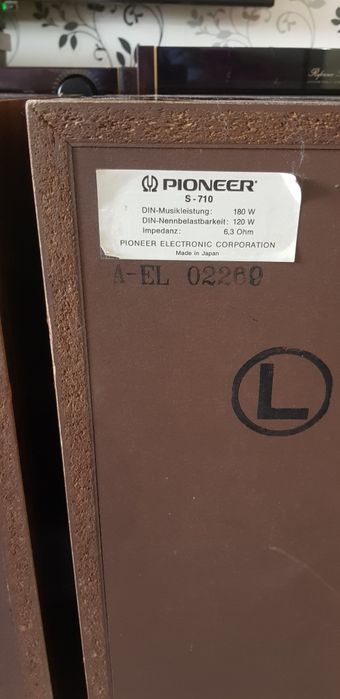 PIONEER
S-710
DIN-Musikleistung: 180 W
DIN-Nennbelastbarkeit: 120 W
Impedanz: 6,3 Ohm
PIONEER ELECTRONIC CORPORATION
Made in Japan
A-EL 02269
L